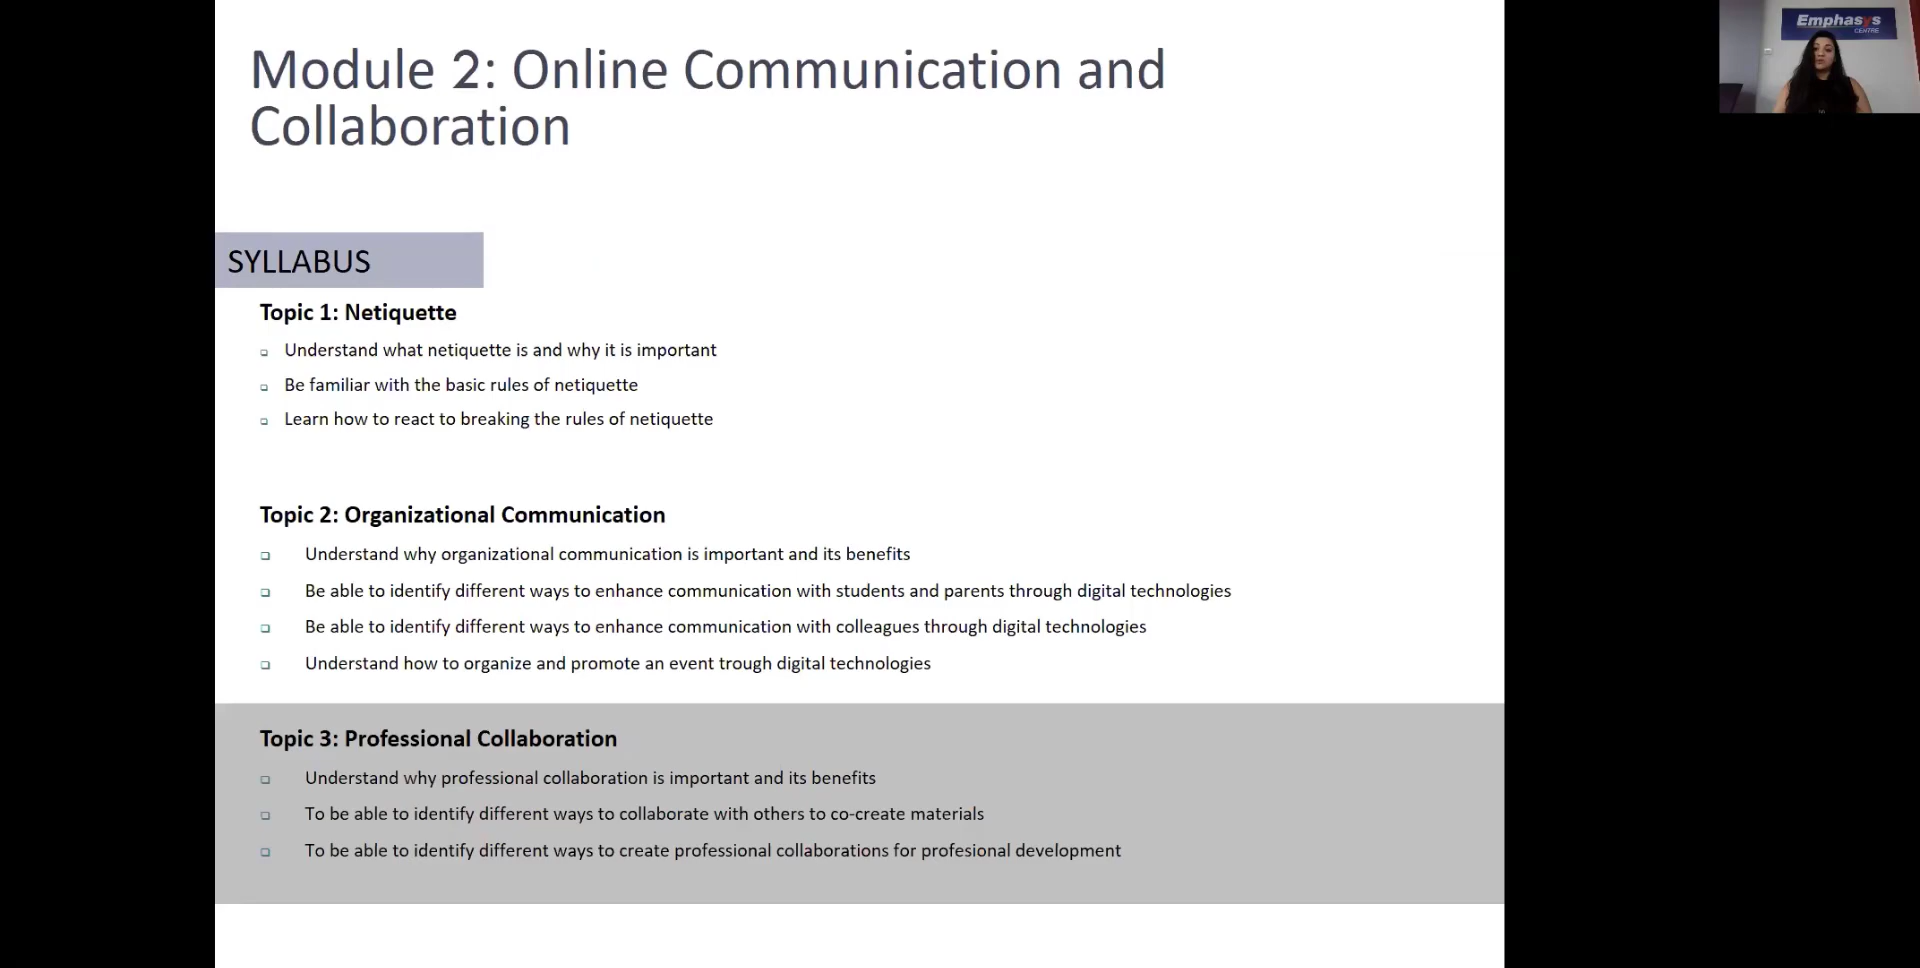 Module 2: Online Communication and
Collaboration
Emphasys
CENTRE
SYLLABUS
Topic 1: Netiquette
Understand what netiquette is and why it is important
Be familiar with the basic rules of netiquette
Learn how to react to breaking the rules of netiquette
Topic 2: Organizational Communication
Understand why organizational communication is important and its benefits
Be able to identify different ways to enhance communication with students and parents through digital technologies
Be able to identify different ways to enhance communication with colleagues through digital technologies
Understand how to organize and promote an event trough digital technologies
Topic 3: Professional Collaboration
Understand why professional collaboration is important and its benefits
To be able to identify different ways to collaborate with others to co-create materials
To be able to identify different ways to create professional collaborations for profesional development